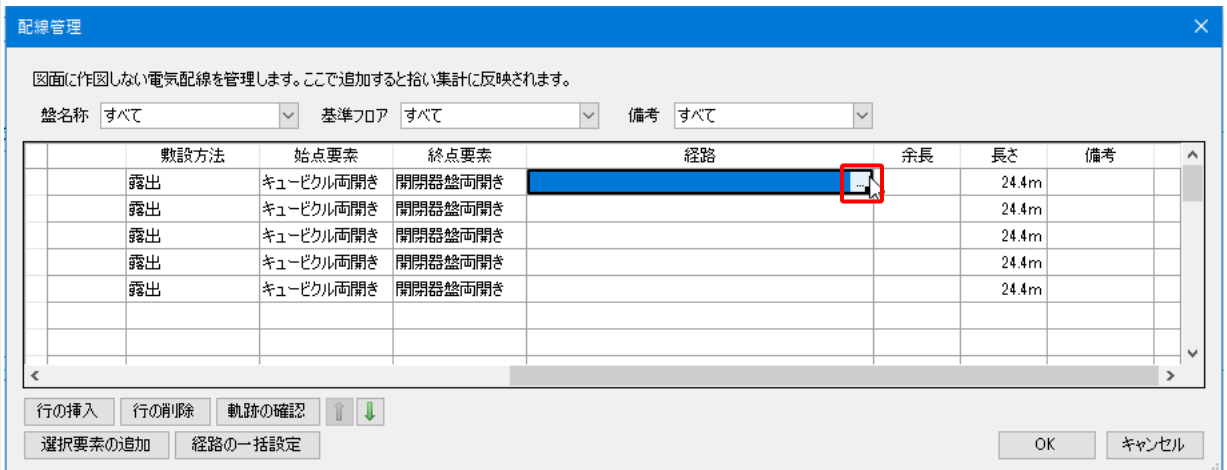 配線管理
図面に作図しない電気配線を管理します。ここで追加すると拾い集計に反映されます。
盤名称 すべて 基準フロア すべて 備考 すべて
敷設方法 始点要素 終点要素 経路 余長 長さ 備考
露出 キュービクル両開き 開閉器盤両開き ... 24.4m
露出 キュービクル両開き 開閉器盤両開き 24.4m
露出 キュービクル両開き 開閉器盤両開き 24.4m
露出 キュービクル両開き 開閉器盤両開き 24.4m
露出 キュービクル両開き 開閉器盤両開き 24.4m
行の挿入 行の削除 軌跡の確認
選択要素の追加 経路の一括設定 OK キャンセル